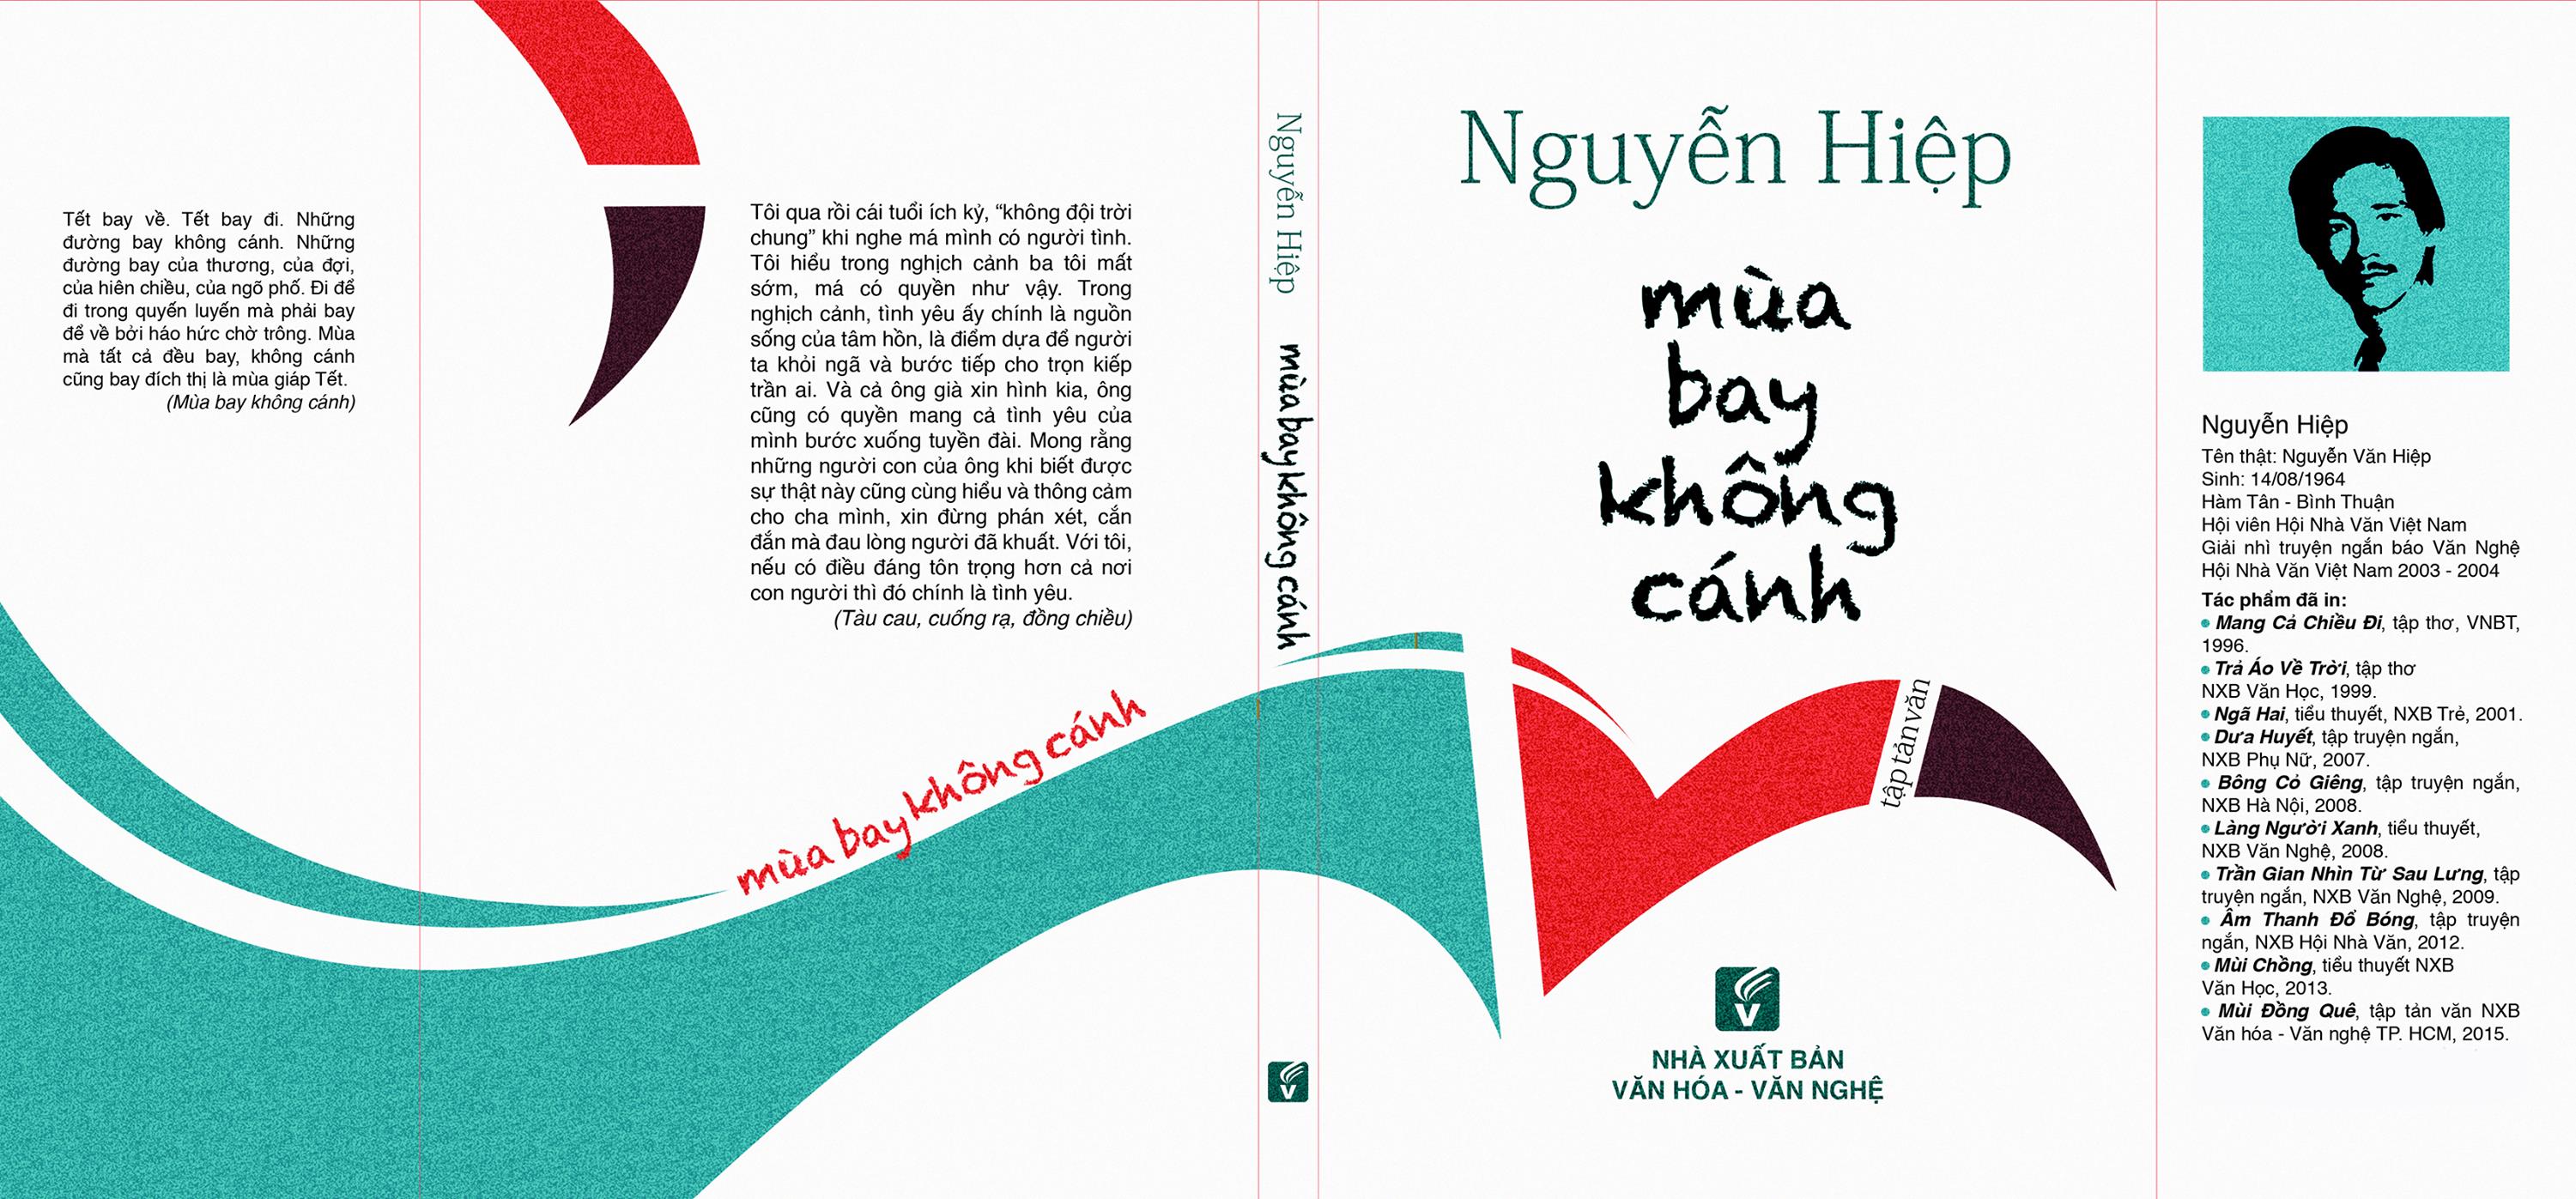 Tết bay về. Tết bay đi. Những
đường bay không cánh. Những
đường bay của thương, của đợi,
của hiên chiều, của ngõ phố. Đi để
đi trong quyến luyến mà phải bay
để về bởi háo hức chờ trông. Mùa
mà tất cả đều bay, không cánh
cũng bay đích thị là mùa giáp Tết.
(Mùa bay không cánh)
Tôi qua rồi cái tuổi ích kỷ, “không đội trời
chung” khi nghe má mình có người tình.
Tôi hiểu trong nghịch cảnh ba tôi mất
sớm, má có quyền như vậy. Trong
nghịch cảnh, tình yêu ấy chính là nguồn
sống của tâm hồn, là điểm dựa để người
ta khỏi ngã và bước tiếp cho trọn kiếp
trần ai. Và cả ông già xin hình kia, ông
cũng có quyền mang cả tình yêu của
mình bước xuống tuyền đài. Mong rằng
những người con của ông khi biết được
sự thật này cũng cùng hiểu và thông cảm
cho cha mình, xin đừng phán xét, cắn
đắn mà đau lòng người đã khuất. Với tôi,
nếu có điều đáng tôn trọng hơn cả nơi
con người thì đó chính là tình yêu.
(Tàu cau, cuống rạ, đồng chiều)
mùa bay không cánh
Nguyễn Hiệp
mùa bay không cánh
V
Nguyễn Hiệp
mùa
bay
không
cánh
tập tản văn
V
NHÀ XUẤT BẢN
VĂN HÓA - VĂN NGHỆ
Nguyễn Hiệp
Tên thật: Nguyễn Văn Hiệp
Sinh: 14/08/1964
Hàm Tân - Bình Thuận
Hội viên Hội Nhà Văn Việt Nam
Giải nhì truyện ngắn báo Văn Nghệ
Hội Nhà Văn Việt Nam 2003 - 2004
Tác phẩm đã in:
• Mang Cả Chiều Đi, tập thơ, VNBT,
1996.
• Trả Áo Về Trời, tập thơ
NXB Văn Học, 1999.
• Ngã Hai, tiểu thuyết, NXB Trẻ, 2001.
• Dưa Huyết, tập truyện ngắn,
NXB Phụ Nữ, 2007.
• Bông Cỏ Giêng, tập truyện ngắn,
NXB Hà Nội, 2008.
• Làng Người Xanh, tiểu thuyết,
NXB Văn Nghệ, 2008.
• Trần Gian Nhìn Từ Sau Lưng, tập
truyện ngắn, NXB Văn Nghệ, 2009.
• Âm Thanh Đổ Bóng, tập truyện
ngắn, NXB Hội Nhà Văn, 2012.
• Mùi Chồng, tiểu thuyết NXB
Văn Học, 2013.
• Mùi Đồng Quê, tập tản văn NXB
Văn hóa - Văn nghệ TP. HCM, 2015.